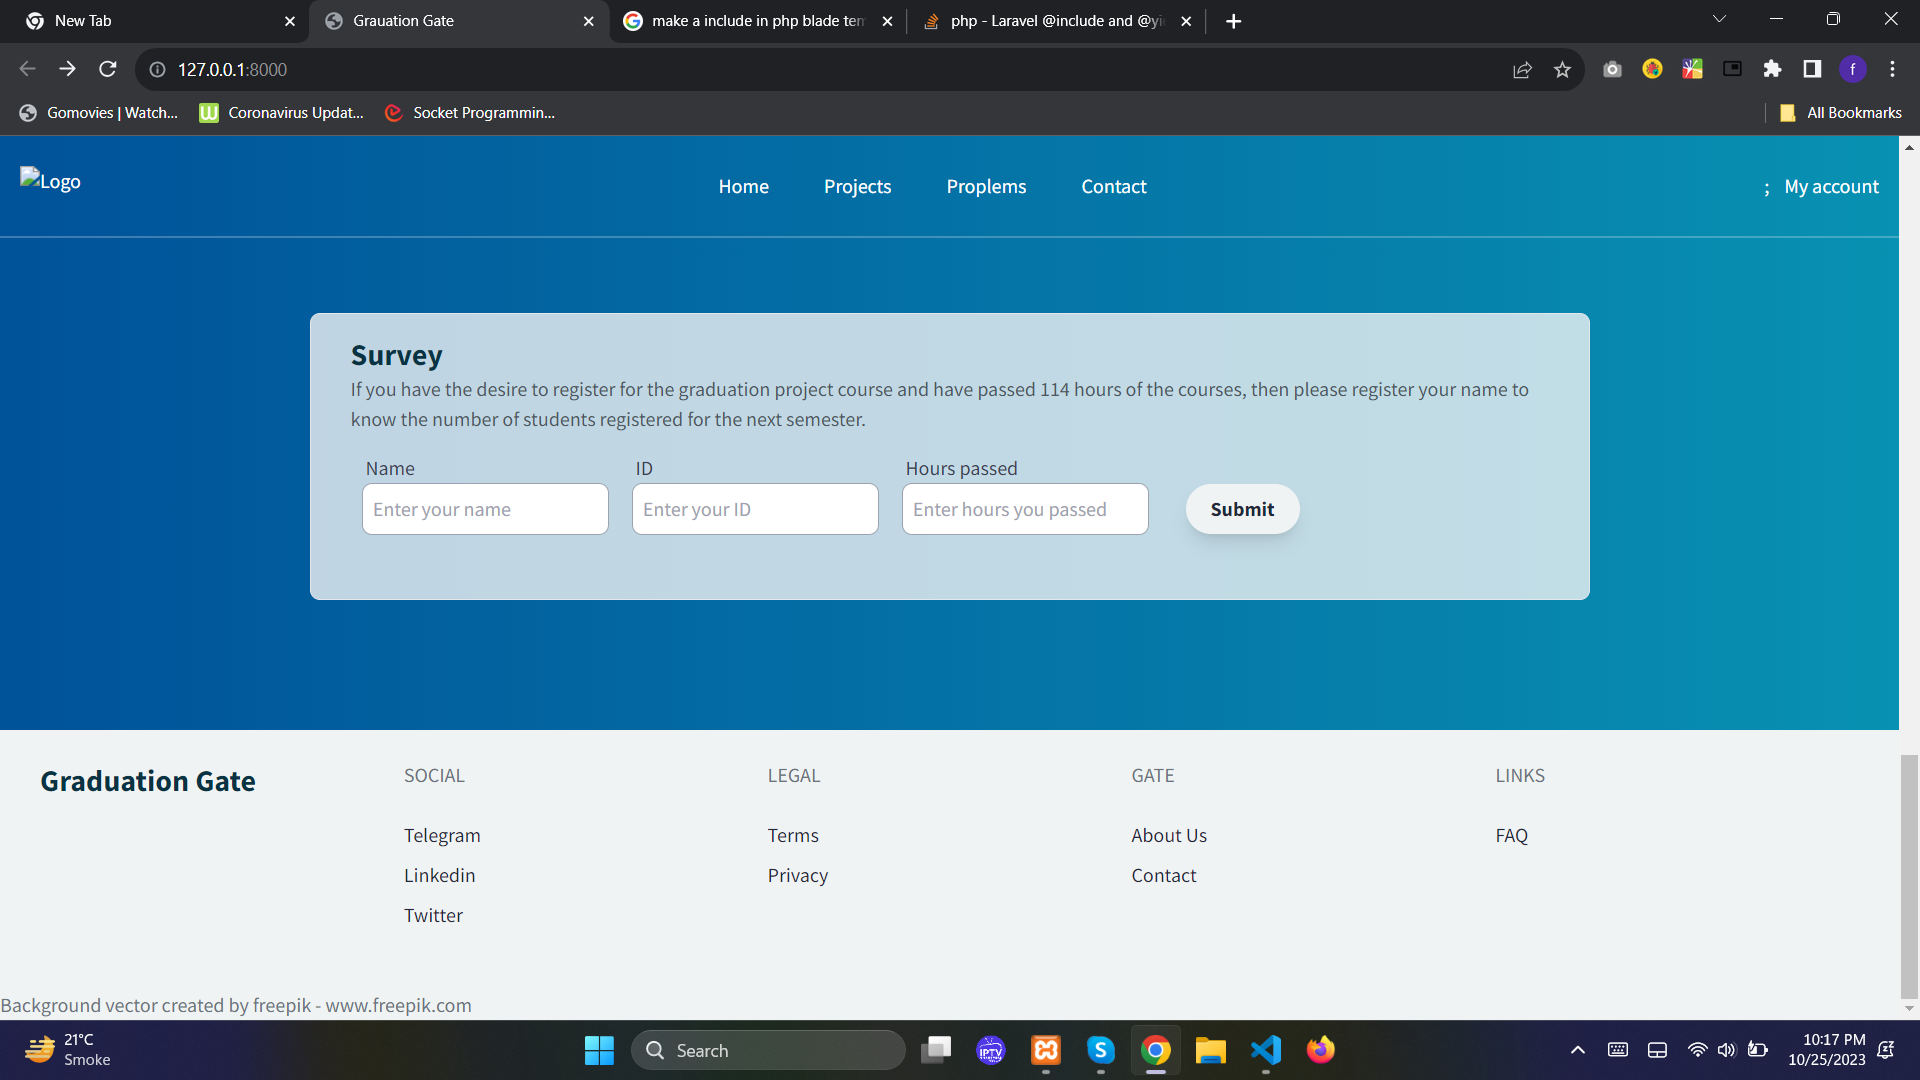 New Tab
Grauation Gate
make a include in php blade tem
php - Laravel @include and @yi
127.0.0.1:8000
f
Gomovies | Watch...
Coronavirus Updat...
Socket Programmin...
All Bookmarks
Logo
Home
Projects
Proplems
Contact
; My account
Survey
If you have the desire to register for the graduation project course and have passed 114 hours of the courses, then please register your name to
know the number of students registered for the next semester.
Name
ID
Hours passed
Enter your name
Enter your ID
Enter hours you passed
Submit
Graduation Gate
SOCIAL
LEGAL
GATE
LINKS
Telegram
Terms
About Us
FAQ
Linkedin
Privacy
Contact
Twitter
Background vector created by freepik - www.freepik.com
21°C
Smoke
Search
IPTV
10:17 PM
10/25/2023